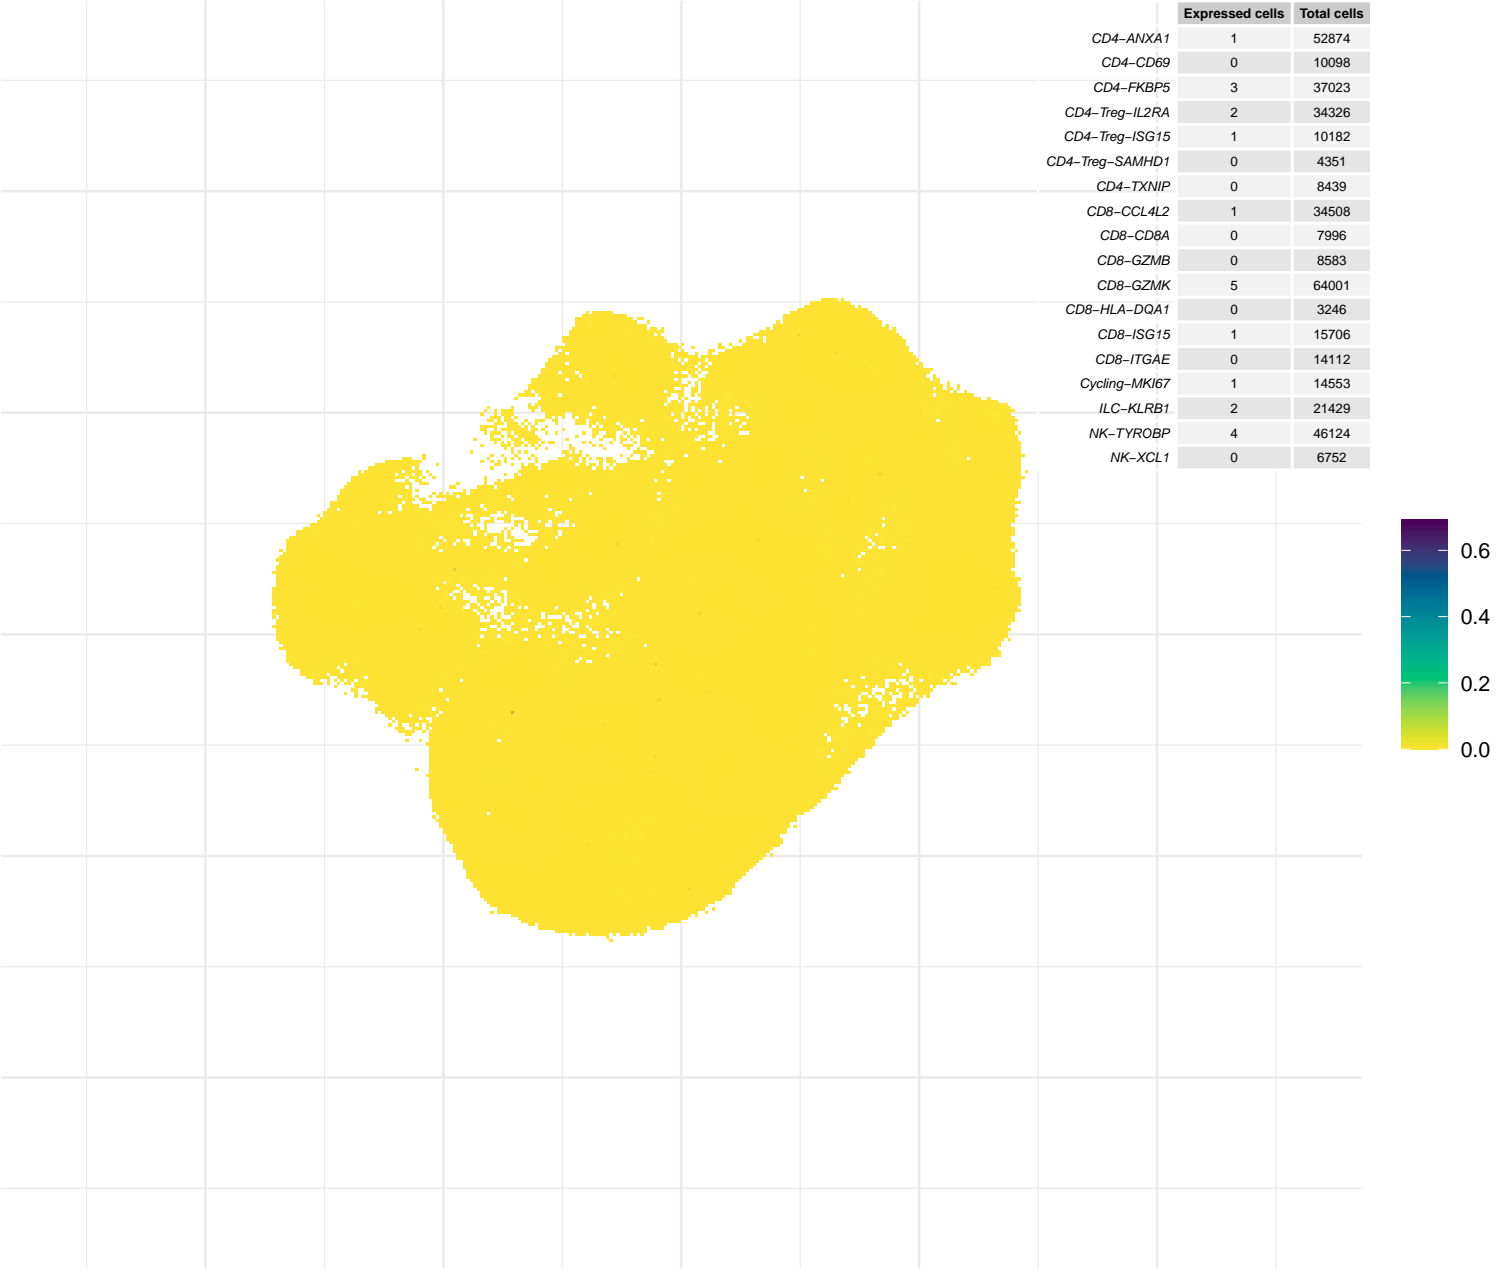 Expressed cells Total cells
CD4−ANXA1 1 52874
CD4−CD69 0 10098
CD4−FKBP5 3 37023
CD4−Treg−IL2RA 2 34326
CD4−Treg−ISG15 1 10182
CD4−Treg−SAMHD1 0 4351
CD4−TXNIP 0 8439
CD8−CCL4L2 1 34508
CD8−CD8A 0 7996
CD8−GZMB 0 8583
CD8−GZMK 5 64001
CD8−HLA−DQA1 0 3246
CD8−ISG15 1 15706
CD8−ITGAE 0 14112
Cycling−MKI67 1 14553
ILC−KLRB1 2 21429
NK−TYROBP 4 46124
NK−XCL1 0 6752
0.6
0.4
0.2
0.0